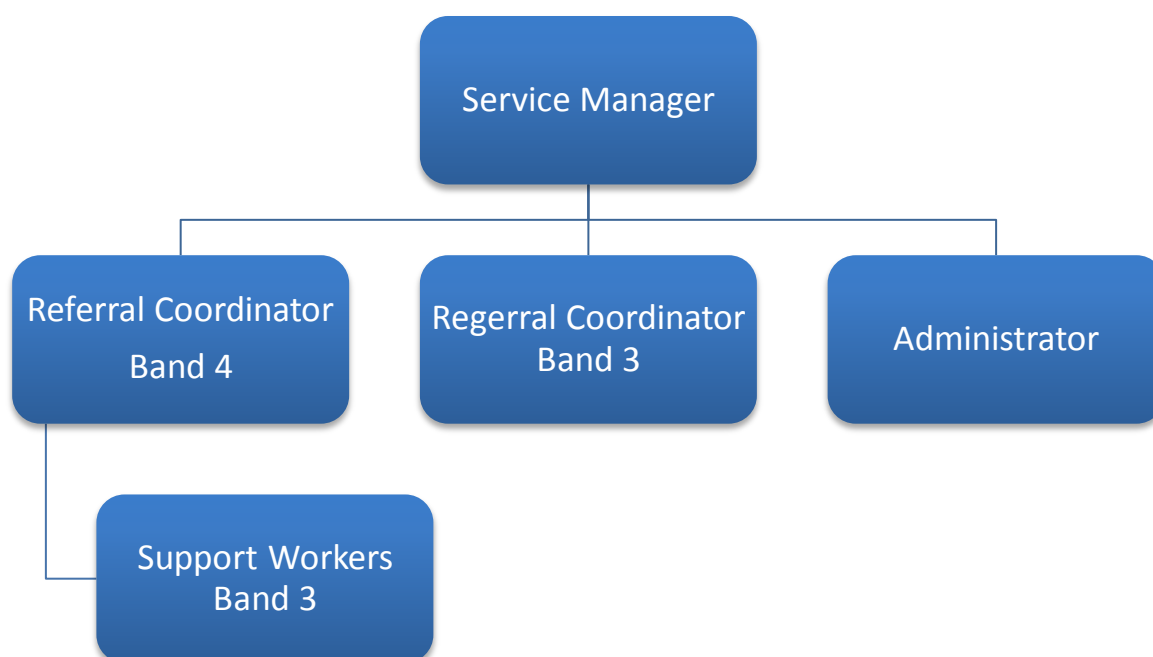 Service Manager
Referral Coordinator
Band 4
Regerral Coordinator
Band 3
Administrator
Support Workers
Band 3